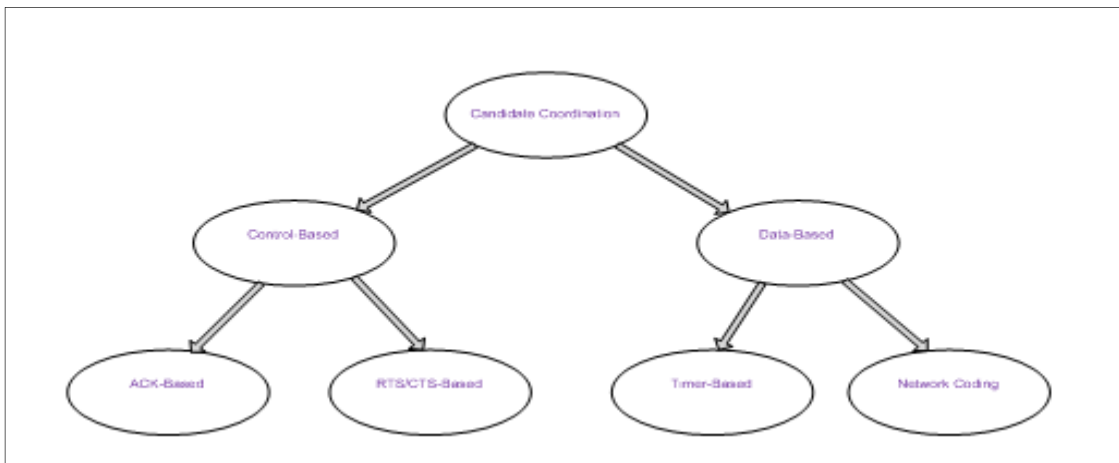 Candidate Coordination
Control-Based
Data-Based
ACK-Based
RTS/CTS-Based
Timer-Based
Network Coding